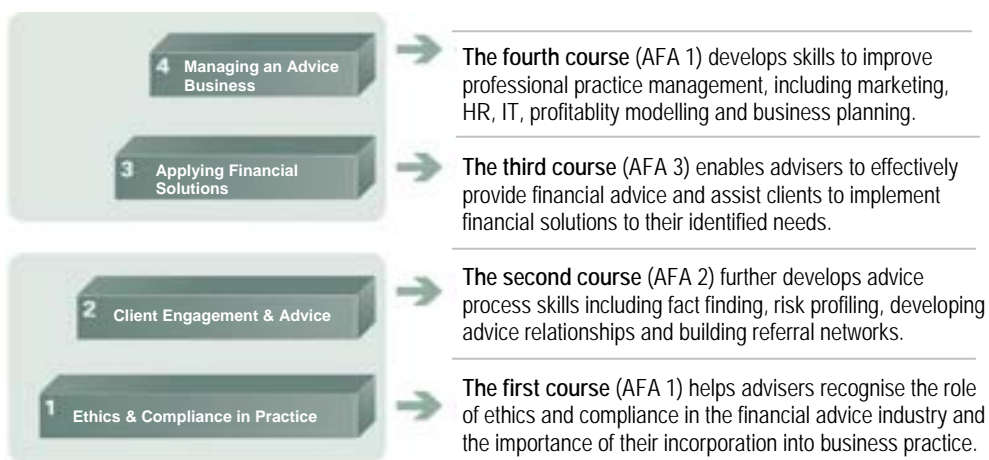 4 Managing an Advice
Business
The fourth course (AFA 1) develops skills to improve
professional practice management, including marketing,
HR, IT, profitablity modelling and business planning.
3 Applying Financial
Solutions
The third course (AFA 3) enables advisers to effectively
provide financial advice and assist clients to implement
financial solutions to their identified needs.
2 Client Engagement & Advice
The second course (AFA 2) further develops advice
process skills including fact finding, risk profiling, developing
advice relationships and building referral networks.
1 Ethics & Compliance in Practice
The first course (AFA 1) helps advisers recognise the role
of ethics and compliance in the financial advice industry and
the importance of their incorporation into business practice.